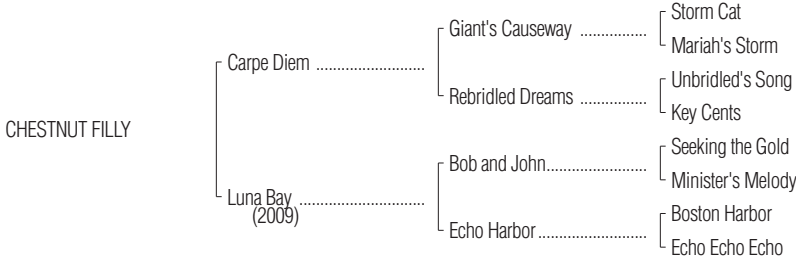 Storm Cat
Giant's Causeway ................
Mariah's Storm
Carpe Diem ..........................
Unbridled's Song
Rebridled Dreams ................
Key Cents
CHESTNUT FILLY
Seeking the Gold
Bob and John........................
Minister's Melody
Luna Bay ..............................
(2009)
Boston Harbor
Echo Harbor ..........................
Echo Echo Echo